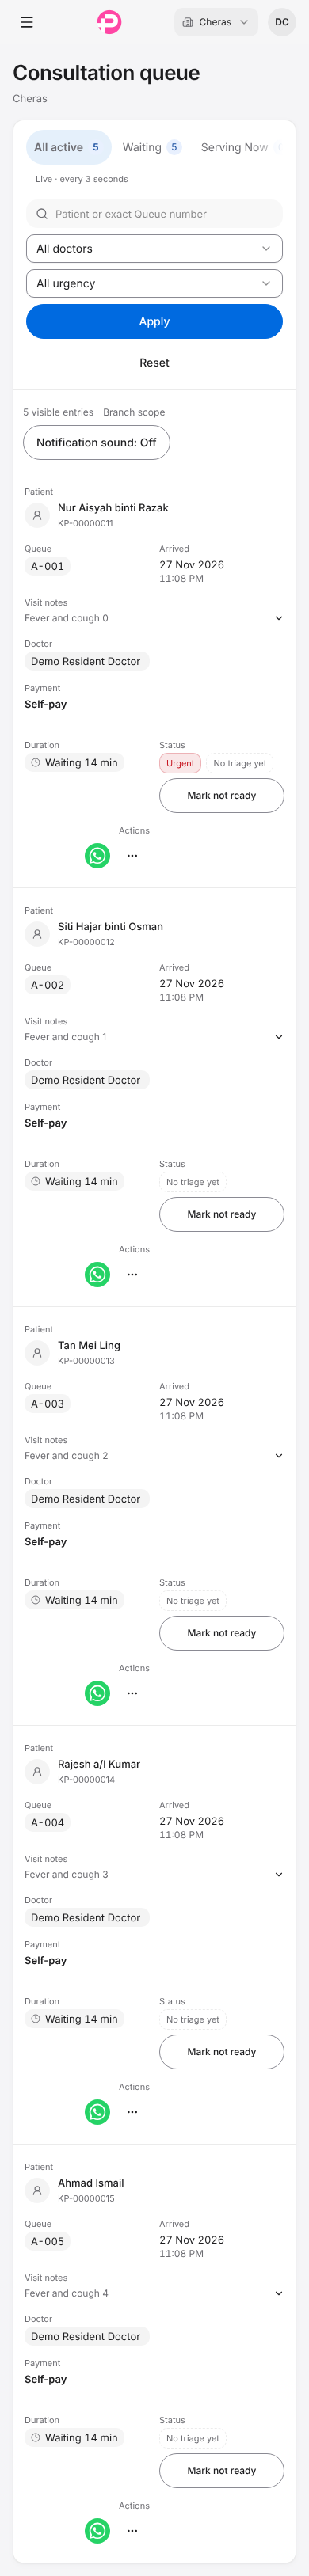 Cheras
DC
Consultation queue
Cheras
All active 5
Waiting 5
Serving Now
Live · every 3 seconds
Patient or exact Queue number
All doctors
All urgency
Apply
Reset
5 visible entries Branch scope
Notification sound: Off
Patient
Nur Aisyah binti Razak
KP-00000011
Queue Arrived
A-001 27 Nov 2026
11:08 PM
Visit notes
Fever and cough 0
Doctor
Demo Resident Doctor
Payment
Self-pay
Duration Status
Waiting 14 min Urgent No triage yet
Mark not ready
Actions
Patient
Siti Hajar binti Osman
KP-00000012
Queue Arrived
A-002 27 Nov 2026
11:08 PM
Visit notes
Fever and cough 1
Doctor
Demo Resident Doctor
Payment
Self-pay
Duration Status
Waiting 14 min No triage yet
Mark not ready
Actions
Patient
Tan Mei Ling
KP-00000013
Queue Arrived
A-003 27 Nov 2026
11:08 PM
Visit notes
Fever and cough 2
Doctor
Demo Resident Doctor
Payment
Self-pay
Duration Status
Waiting 14 min No triage yet
Mark not ready
Actions
Patient
Rajesh a/l Kumar
KP-00000014
Queue Arrived
A-004 27 Nov 2026
11:08 PM
Visit notes
Fever and cough 3
Doctor
Demo Resident Doctor
Payment
Self-pay
Duration Status
Waiting 14 min No triage yet
Mark not ready
Actions
Patient
Ahmad Ismail
KP-00000015
Queue Arrived
A-005 27 Nov 2026
11:08 PM
Visit notes
Fever and cough 4
Doctor
Demo Resident Doctor
Payment
Self-pay
Duration Status
Waiting 14 min No triage yet
Mark not ready
Actions